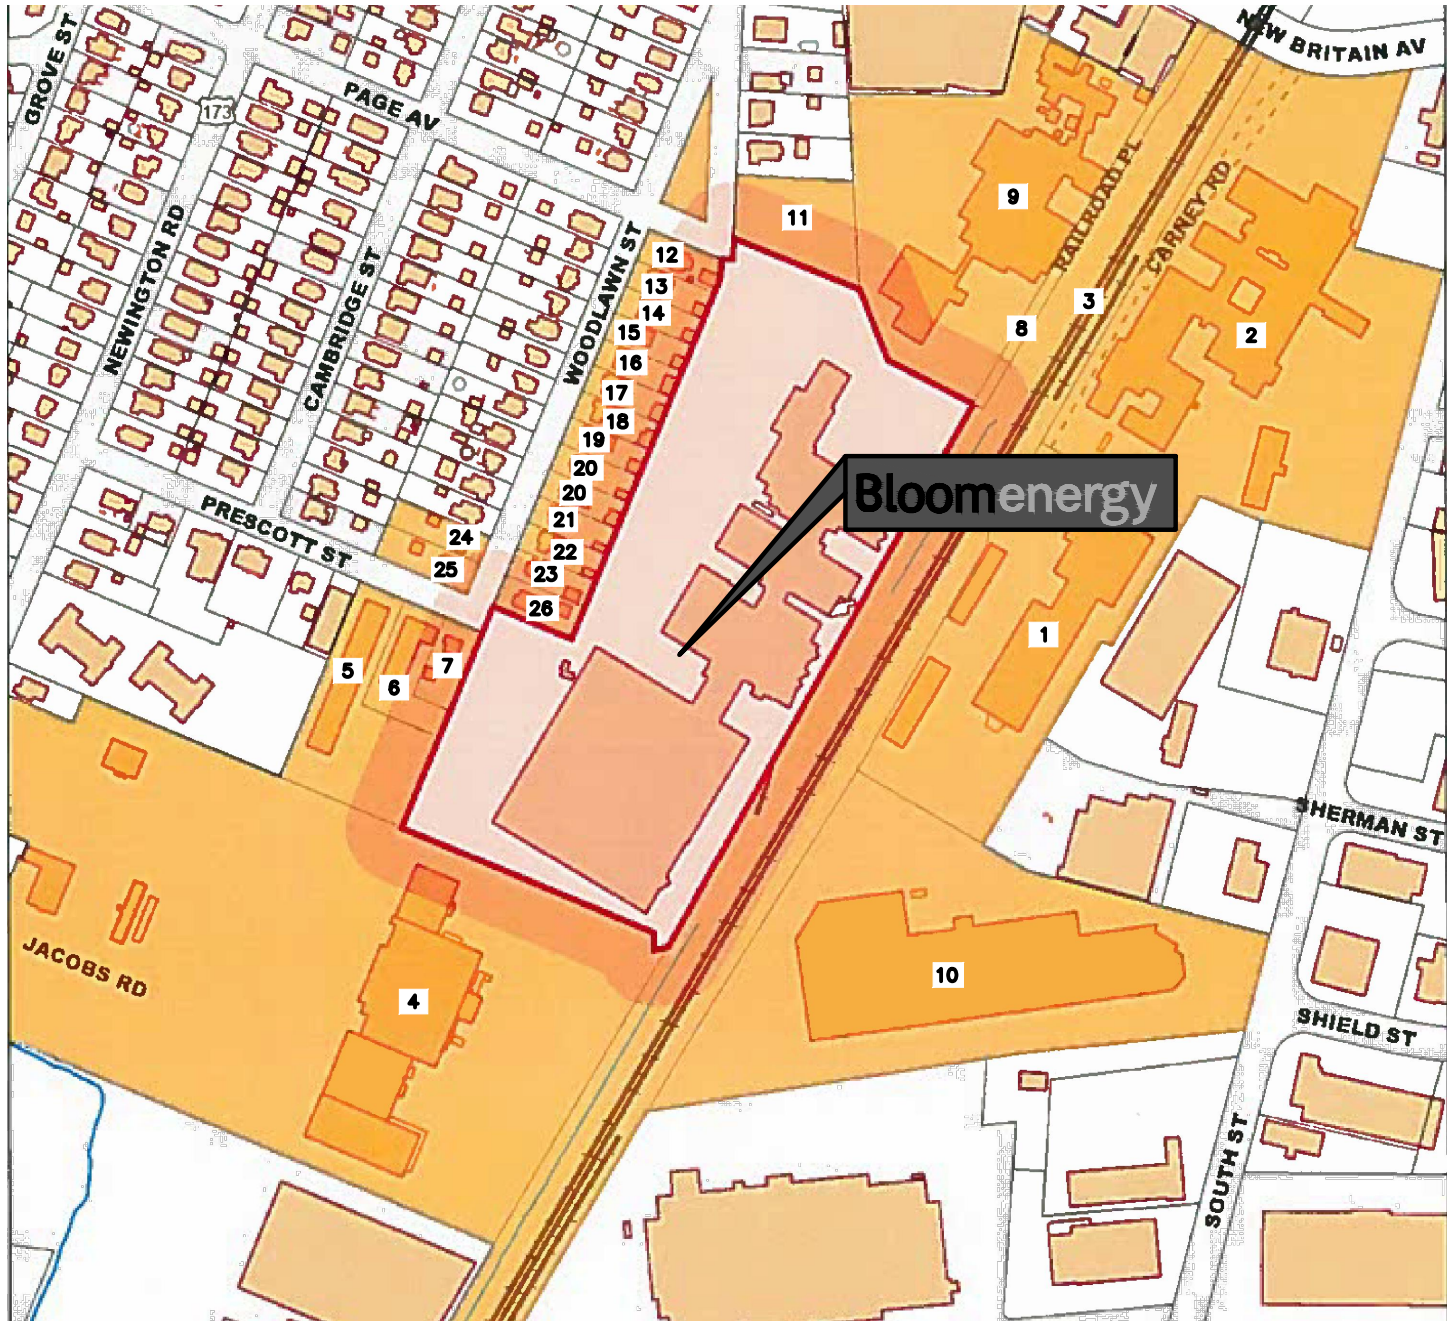 NEW BRITAIN AV
GROVE ST
173
PAGE AV
NEWINGTON RD
CAMBRIDGE ST
WOODLAWN ST
RAILROAD PL
CARNEY RD
9
11
12
13
14
15
16
17
18
19
20
20
21
22
23
26
3
8
2
Bloomenergy
PRESCOTT ST
24
25
5
6
7
1
SHERMAN ST
JACOBS RD
4
10
SHIELD ST
SOUTH ST